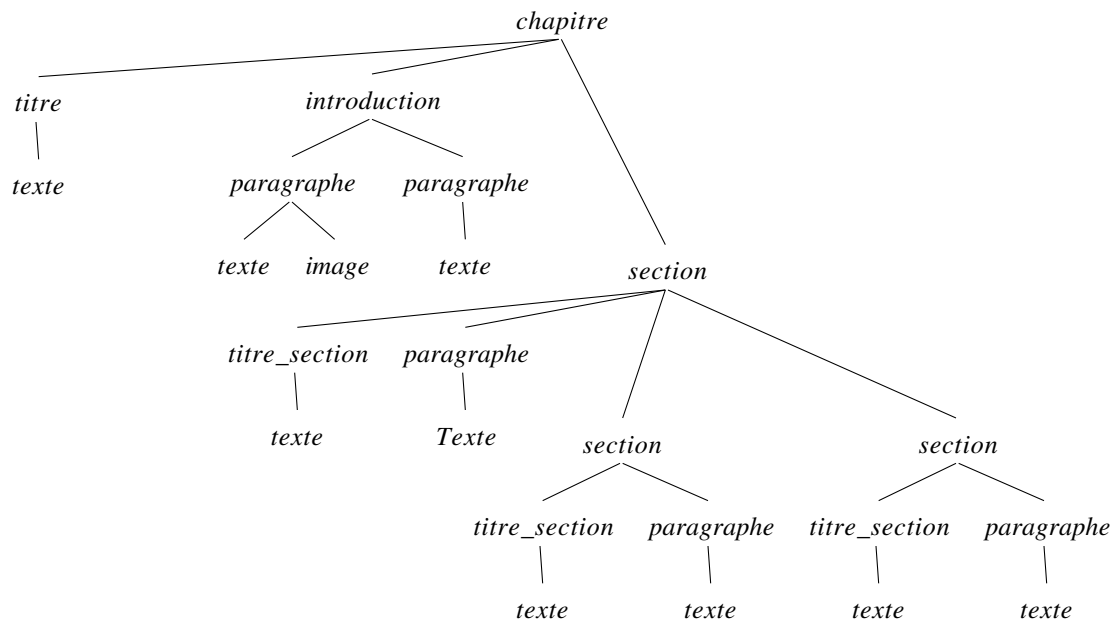 chapitre
titre introduction
texte paragraphe paragraphe
texte image texte section
titre_section paragraphe
texte Texte section section
titre_section paragraphe titre_section paragraphe
texte texte texte texte